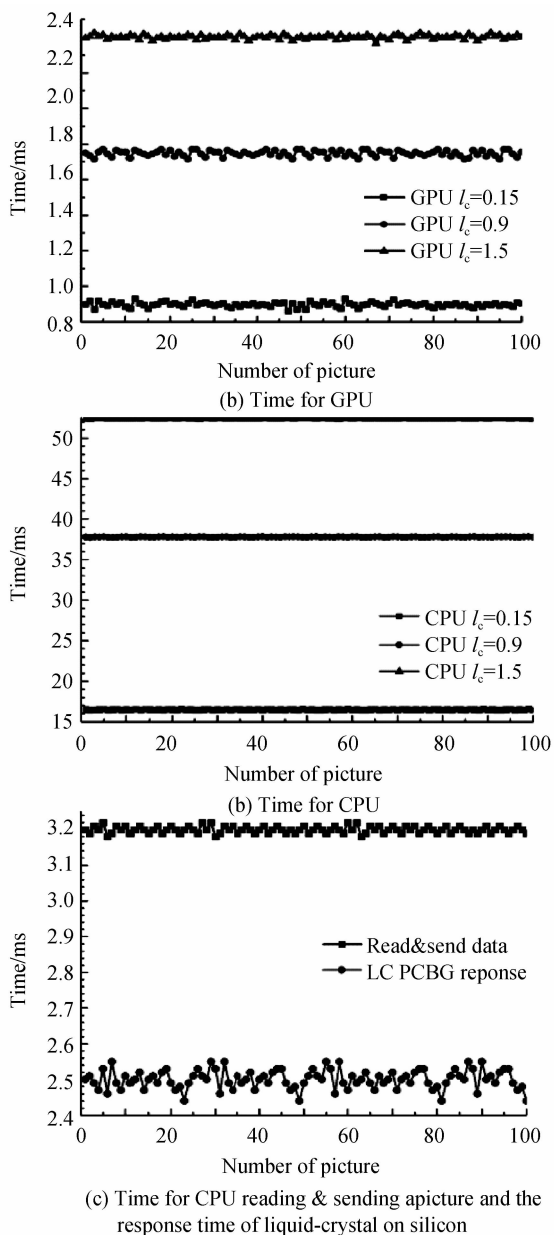 2.4
2.2
2.0
1.8
1.6
1.4
1.2
1.0
0.8
Time/ms
GPU lc=0.15
GPU lc=0.9
GPU lc=1.5
0 20 40 60 80 100
Number of picture
(b) Time for GPU
50
45
40
35
30
25
20
15
Time/ms
CPU lc=0.15
CPU lc=0.9
CPU lc=1.5
0 20 40 60 80 100
Number of picture
(b) Time for CPU
3.2
3.1
3.0
2.9
2.8
2.7
2.6
2.5
2.4
Time/ms
Read&send data
LC PCBG reponse
0 20 40 60 80 100
Number of picture
(c) Time for CPU reading & sending apicture and the
response time of liquid-crystal on silicon